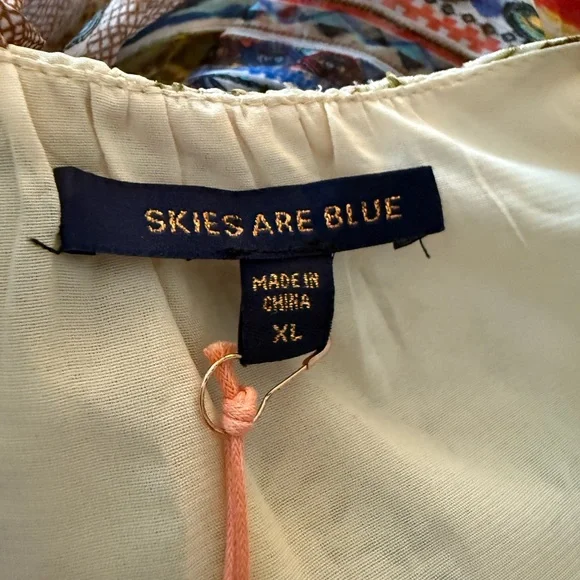 SKIES ARE BLUE
MADE IN
CHINA
XL